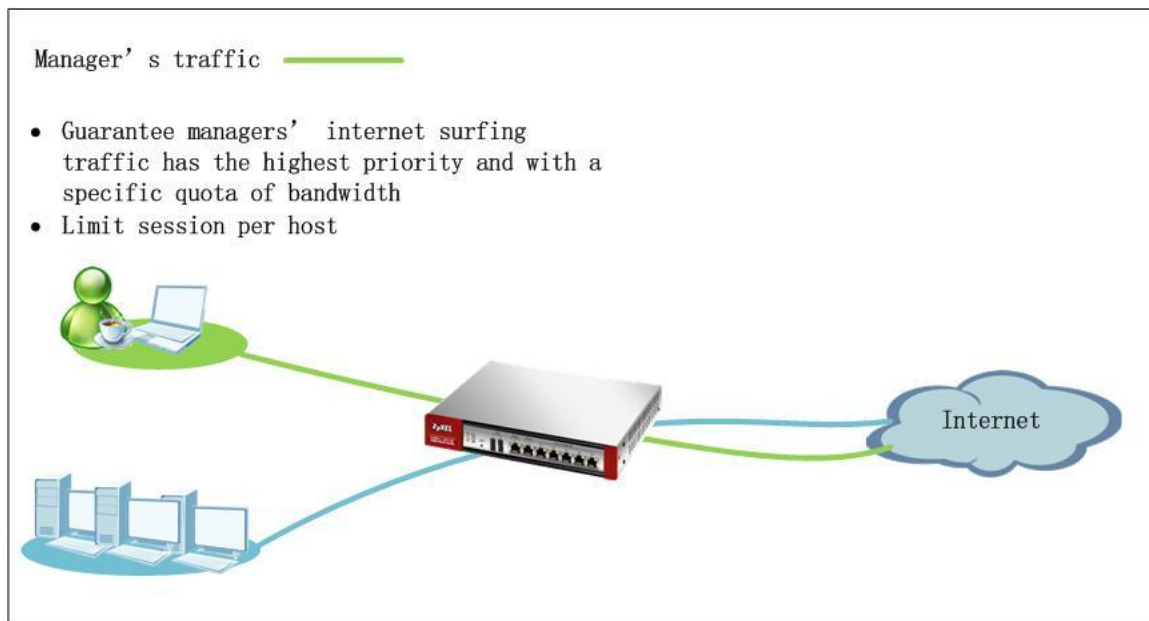 Manager's traffic
• Guarantee managers' internet surfing
traffic has the highest priority and with a
specific quota of bandwidth
• Limit session per host
ZyXEL
Internet